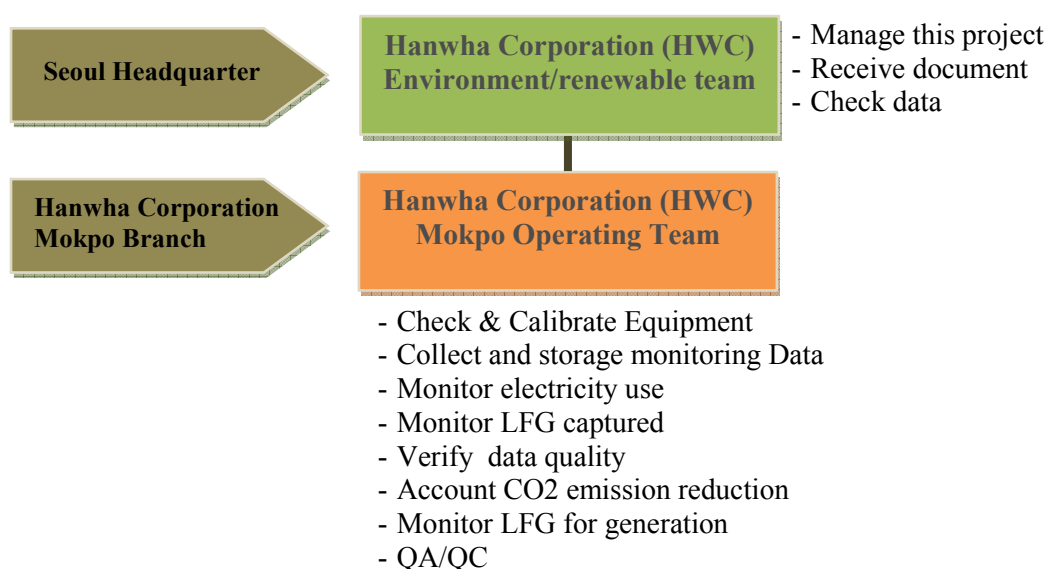 Seoul Headquarter
Hanwha Corporation (HWC)
Environment/renewable team
- Manage this project
- Receive document
- Check data
Hanwha Corporation
Mokpo Branch
Hanwha Corporation (HWC)
Mokpo Operating Team
- Check & Calibrate Equipment
- Collect and storage monitoring Data
- Monitor electricity use
- Monitor LFG captured
- Verify  data quality
- Account CO2 emission reduction
- Monitor LFG for generation
- QA/QC